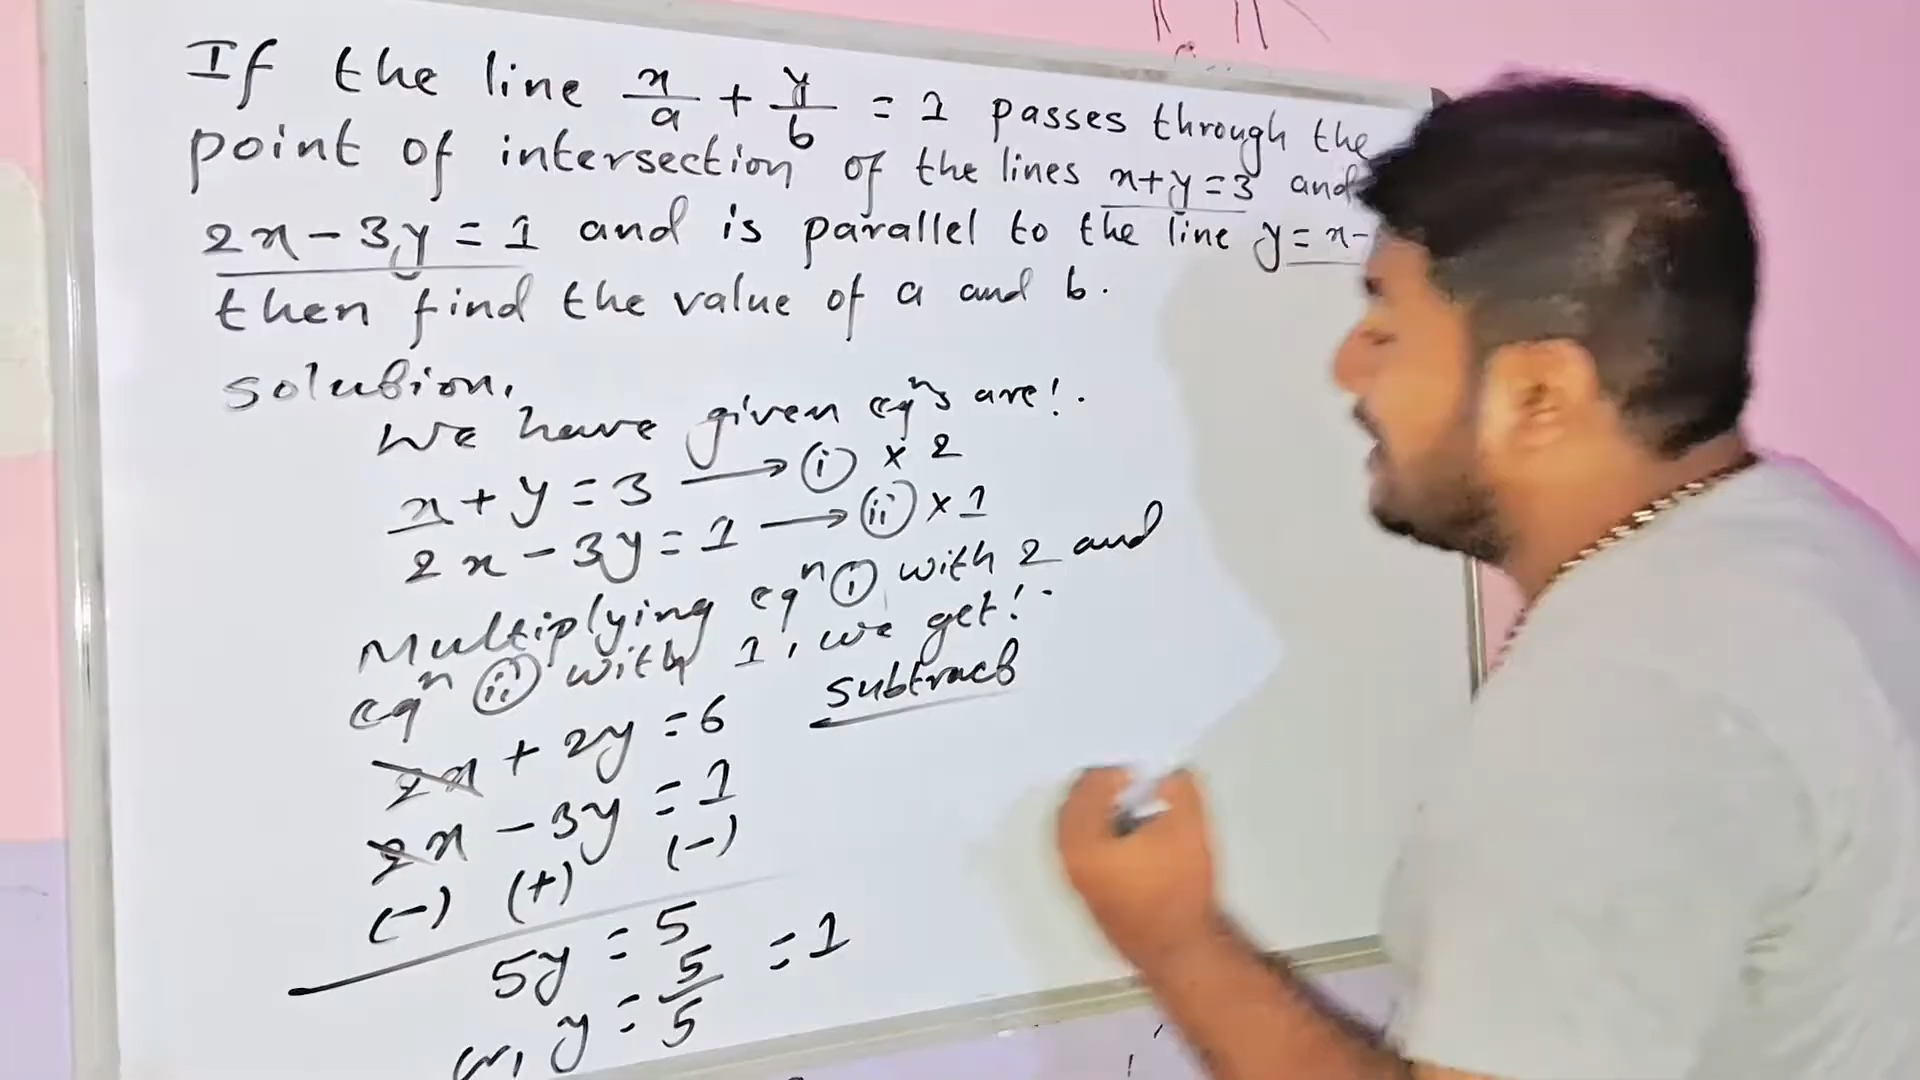 If the line x/a + y/b = 1 passes through the
point of intersection of the lines x+y=3 and
2x-3y=1 and is parallel to the line y=x-
then find the value of a and b.
solution.
We have given eqⁿs are:.
x+y=3 → (i) × 2
2x-3y=1 → (ii) × 1
Multiplying eqⁿ (i) with 2 and
eqⁿ (ii) with 1, we get:-
subtract
2x + 2y = 6
2x - 3y = 1
(-) (+) (-)
5y = 5
or, y = 5/5 = 1